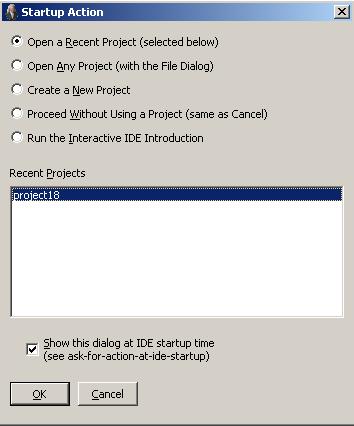 Startup Action
Open a Recent Project (selected below)
Open Any Project (with the File Dialog)
Create a New Project
Proceed Without Using a Project (same as Cancel)
Run the Interactive IDE Introduction
Recent Projects
project18
Show this dialog at IDE startup time
(see ask-for-action-at-ide-startup)
OK
Cancel